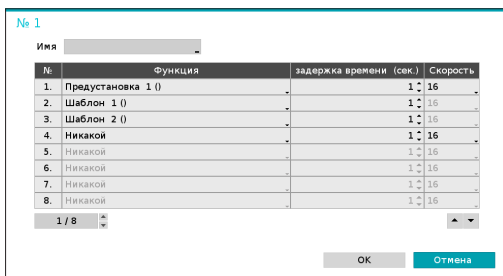 № 1
Имя
№ Функция задержка времени (сек.) Скорость
1. Предустановка 1 () 1 16
2. Шаблон 1 () 1 16
3. Шаблон 2 () 1 16
4. Никакой 1 16
5. Никакой 1 16
6. Никакой 1 16
7. Никакой 1 16
8. Никакой 1 16
1 / 8
OK Отмена